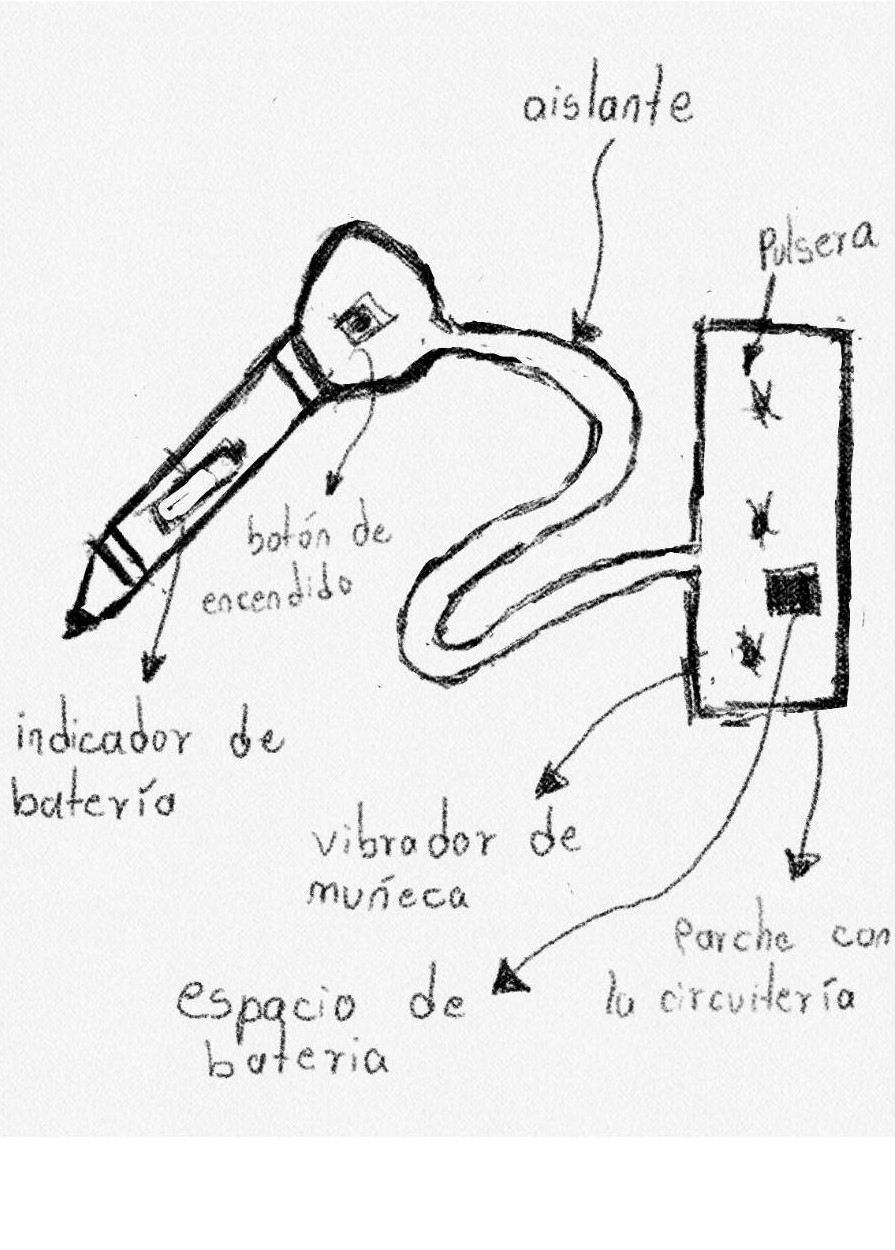 aislante
Pulsera
botón de
encendido
indicador de
batería
vibrador de
muñeca
parche con
la circuitería
espacio de
bateria